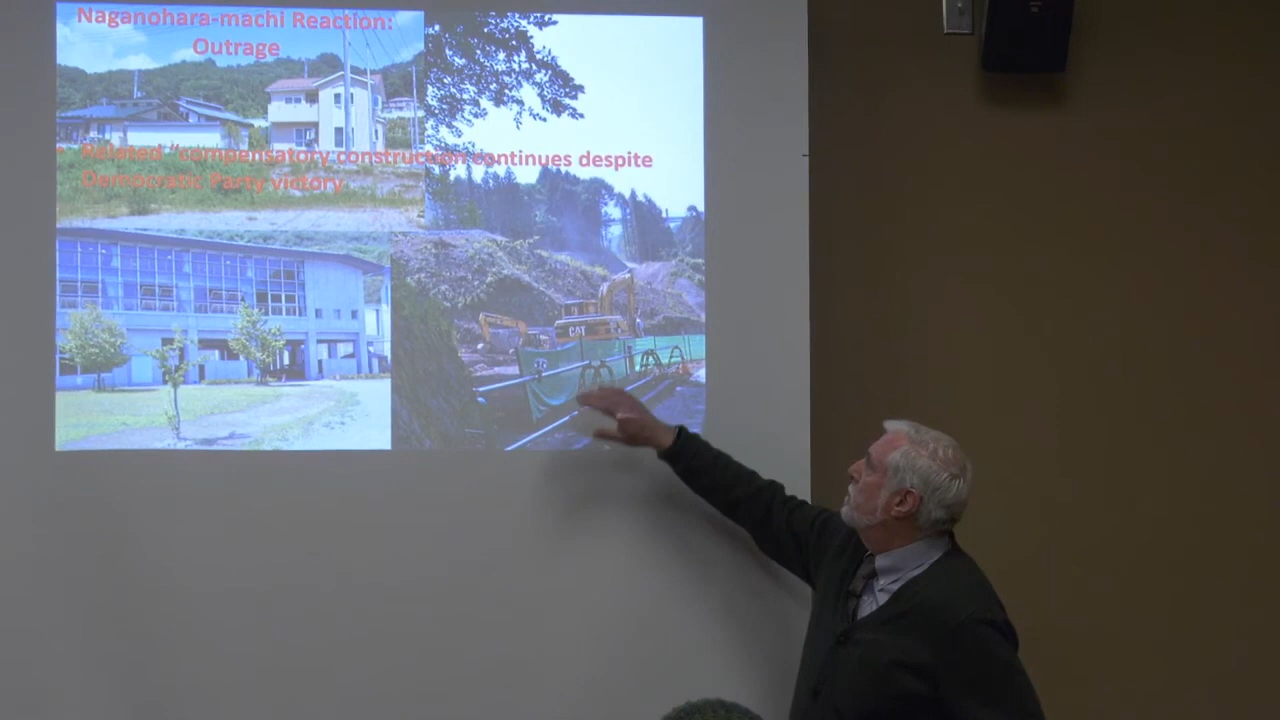 Naganohara-machi Reaction:
Outrage
• Related "compensatory construction continues despite
Democratic Party victory
CAT